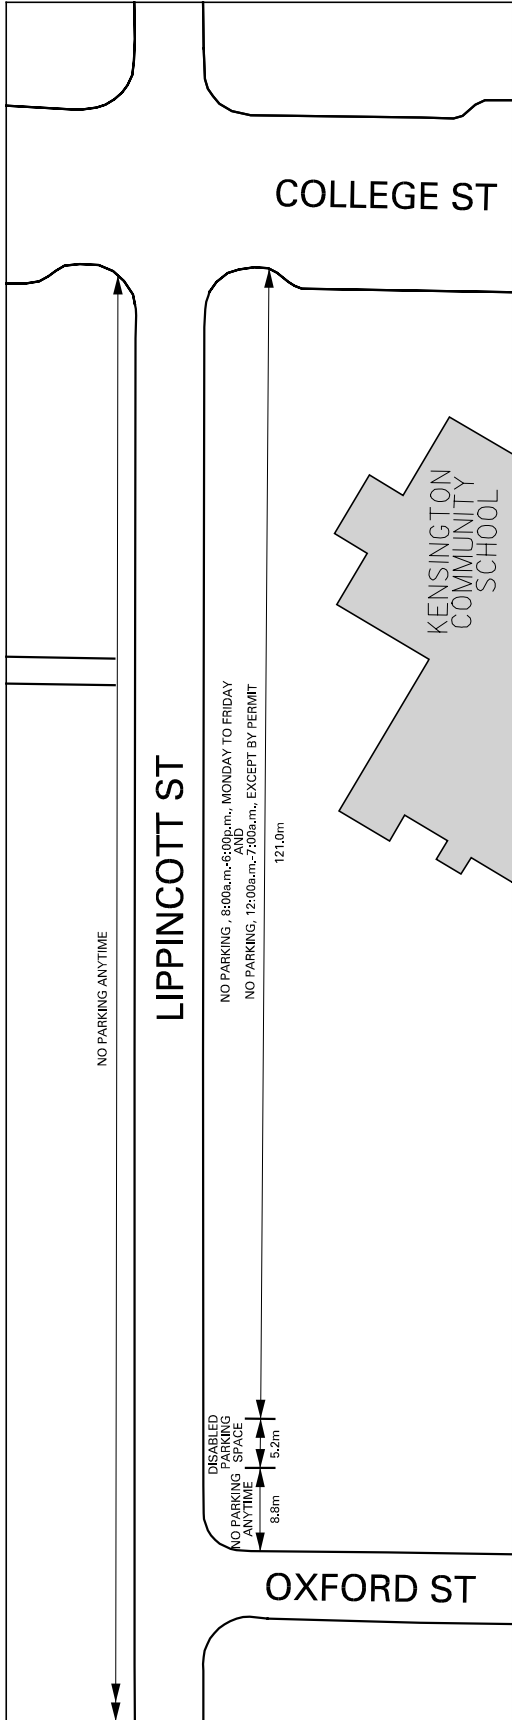 COLLEGE ST
KENSINGTON
COMMUNITY
SCHOOL
NO PARKING ANYTIME
LIPPINCOTT ST
NO PARKING , 8:00a.m.-6:00p.m., MONDAY TO FRIDAY
AND
NO PARKING, 12:00a.m.-7:00a.m., EXCEPT BY PERMIT
121.0m
DISABLED
PARKING
SPACE
5.2m
NO PARKING
ANYTIME
8.8m
OXFORD ST